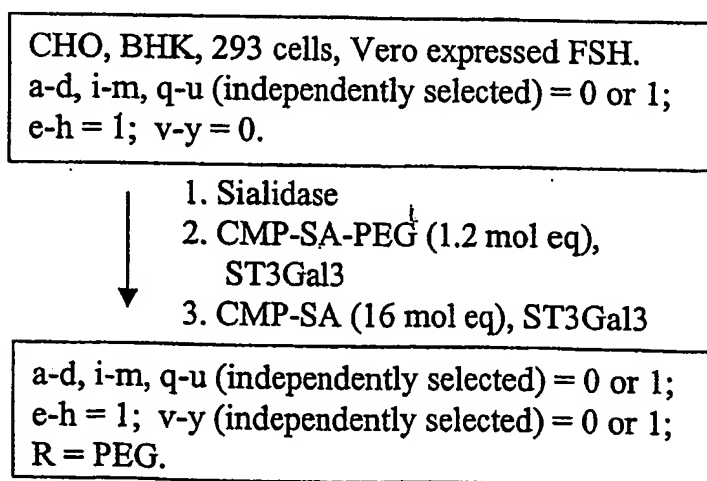 CHO, BHK, 293 cells, Vero expressed FSH.
a-d, i-m, q-u (independently selected) = 0 or 1;
e-h = 1; v-y = 0.
1. Sialidase
2. CMP-SA-PEG (1.2 mol eq),
ST3Gal3
3. CMP-SA (16 mol eq), ST3Gal3
a-d, i-m, q-u (independently selected) = 0 or 1;
e-h = 1; v-y (independently selected) = 0 or 1;
R = PEG.